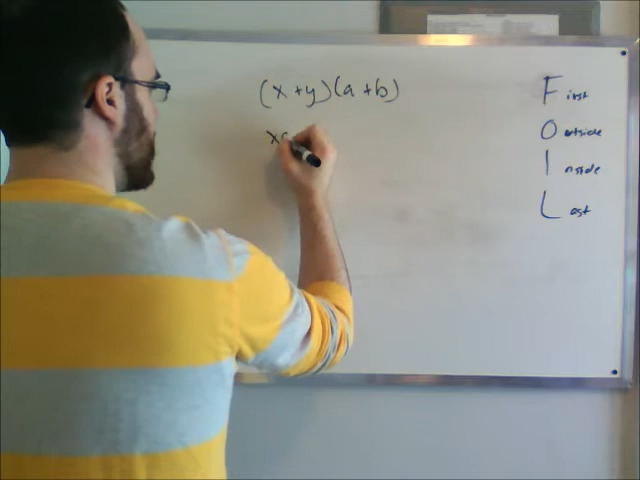 (x+y)(a+b)
xa
First
Outside
Inside
Last